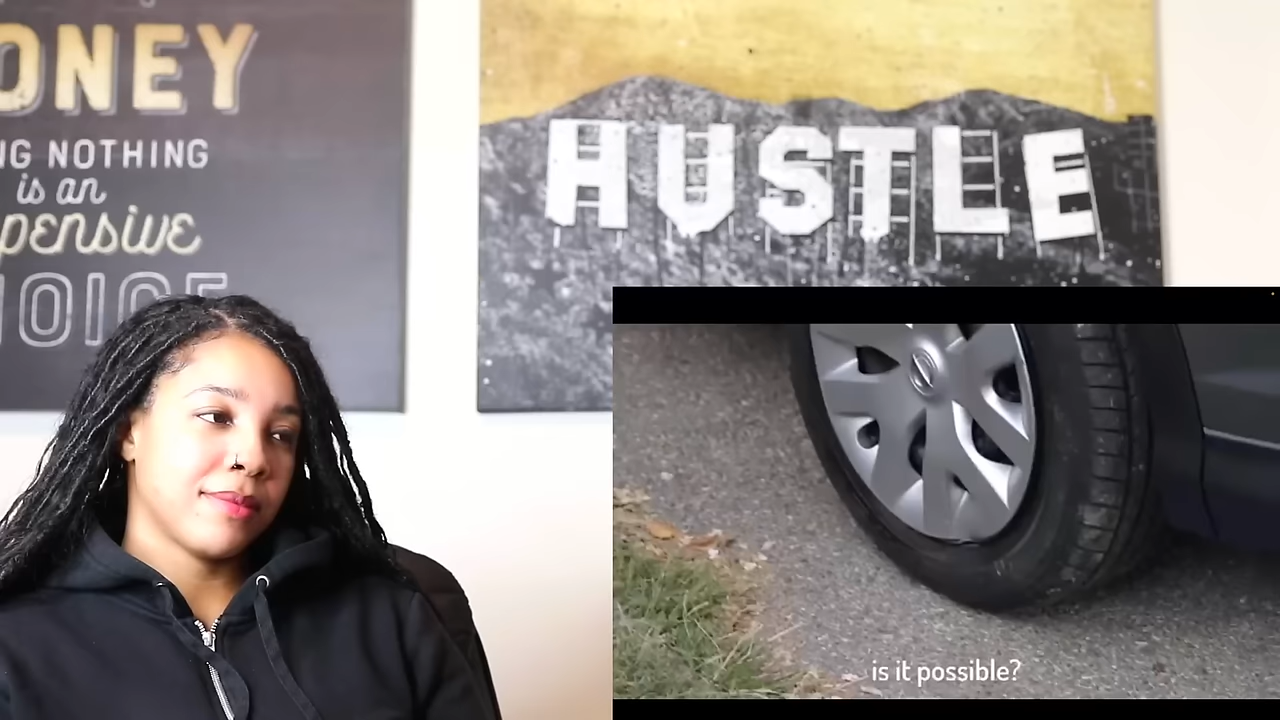 ONEY
NG NOTHING
is an
pensive
HOICE
HUSTLE
is it possible?